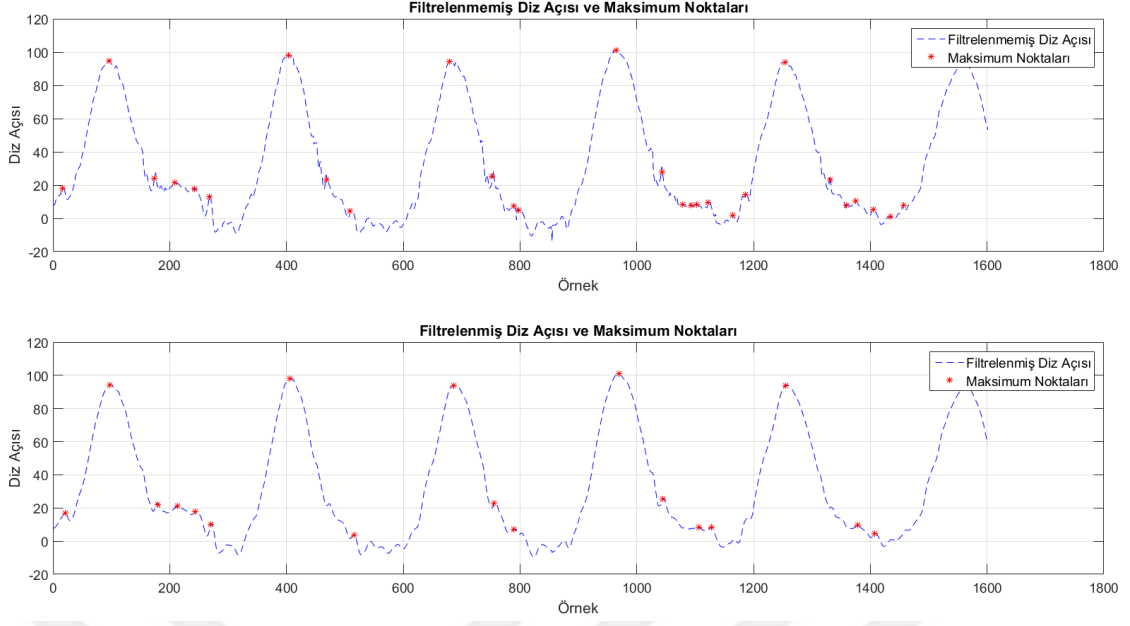 Filtrelenmemiş Diz Açısı ve Maksimum Noktaları
120
100
80
60
40
20
0
-20
Diz Açısı
Filtrelenmemiş Diz Açısı
Maksimum Noktaları
0 200 400 600 800 1000 1200 1400 1600 1800
Örnek
Filtrelenmiş Diz Açısı ve Maksimum Noktaları
120
100
80
60
40
20
0
-20
Diz Açısı
Filtrelenmiş Diz Açısı
Maksimum Noktaları
0 200 400 600 800 1000 1200 1400 1600 1800
Örnek